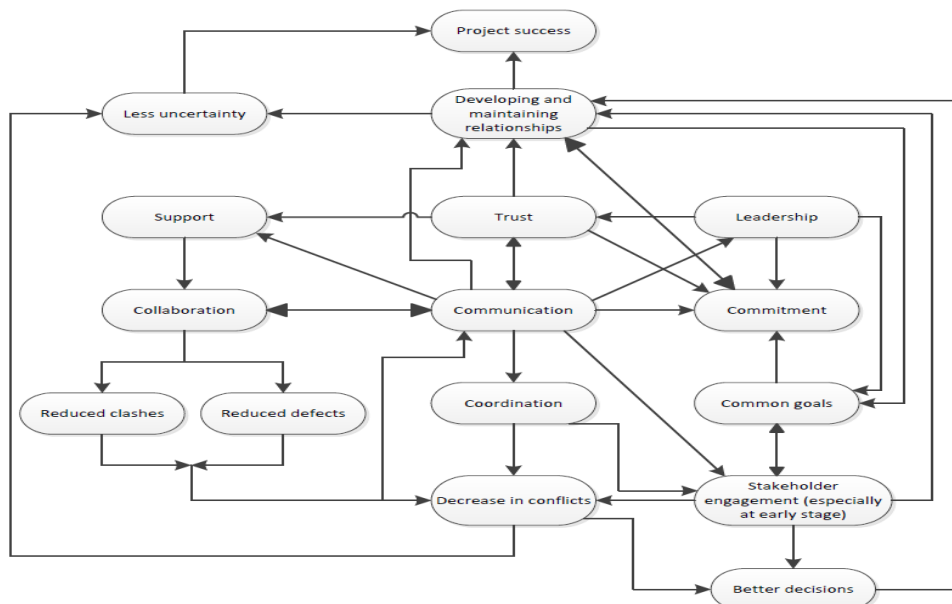 Project success
Less uncertainty
Developing and
maintaining
relationships
Support
Trust
Leadership
Collaboration
Communication
Commitment
Reduced clashes
Reduced defects
Coordination
Common goals
Decrease in conflicts
Stakeholder
engagement (especially
at early stage)
Better decisions